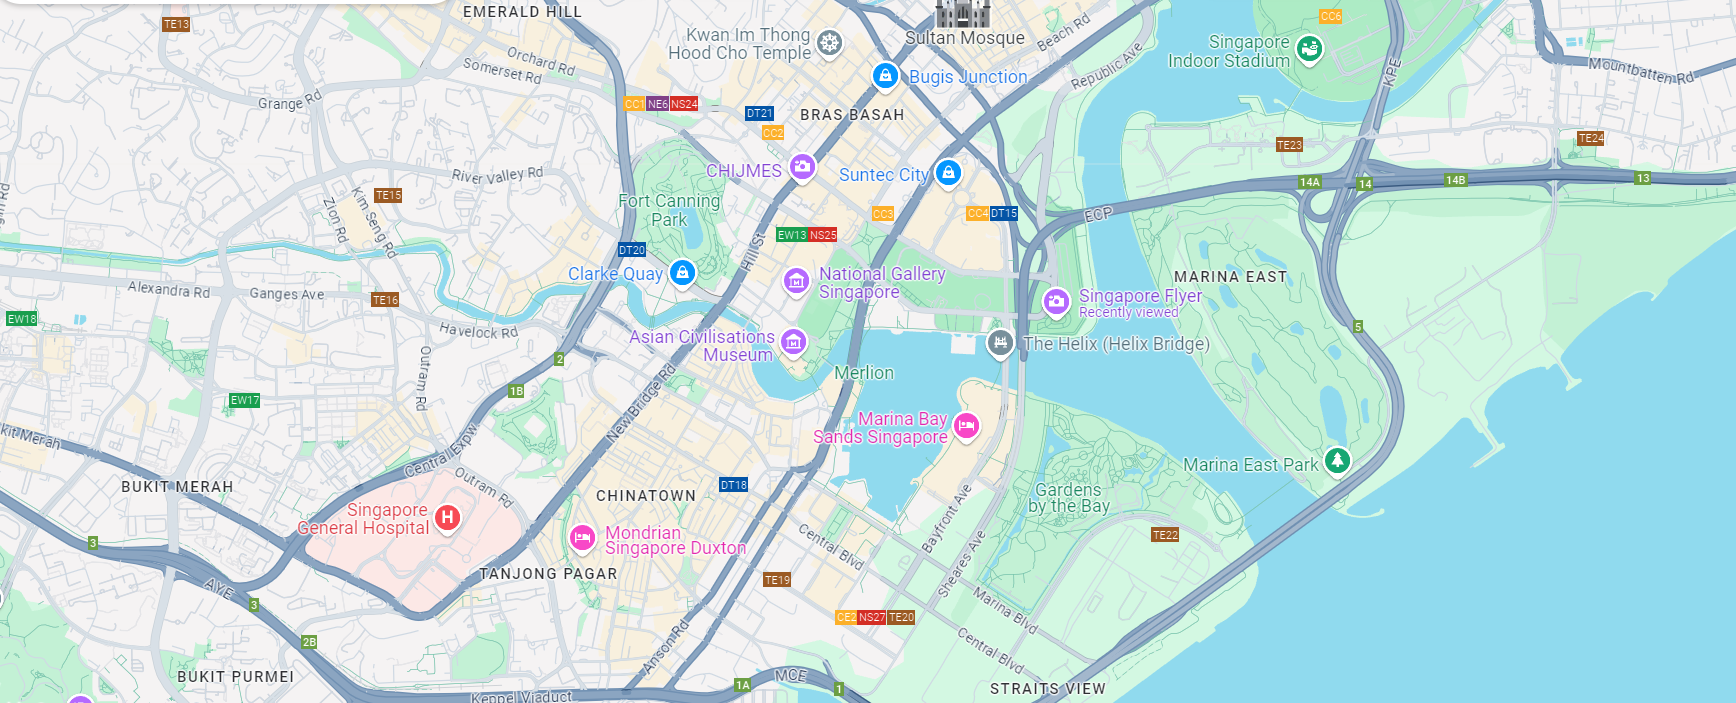 EMERALD HILL
TE13
Kwan Im Thong
Hood Cho Temple
Sultan Mosque
Beach Rd
CC6
Singapore
Indoor Stadium
Orchard Rd
Somerset Rd
Bugis Junction
Republic Ave
KPE
Mountbatten Rd
Grange Rd
CC1 NE6 NS24
DT21
CC2
BRAS BASAH
TE23
TE24
CHIJMES
Suntec City
River Valley Rd
14A
14
14B
13
TE15
Zion Rd
Kim Seng Rd
Fort Canning
Park
CC3
CC4 DT15
ECP
EW13 NS25
DT20
Hill St
Clarke Quay
National Gallery
Singapore
MARINA EAST
Alexandra Rd
Ganges Ave
TE16
Singapore Flyer
Recently viewed
EW18
Havelock Rd
5
Asian Civilisations
Museum
The Helix (Helix Bridge)
2
Merlion
Outram Rd
1B
EW17
New Bridge Rd
Marina Bay
Sands Singapore
kit Merah
Central Expw
Marina East Park
BUKIT MERAH
Outram Rd
DT18
CHINATOWN
Gardens
by the Bay
Singapore
General Hospital
Mondrian
Singapore Duxton
Central Blvd
Bayfront Ave
TE22
3
TANJONG PAGAR
AYE
TE19
Sheares Ave
3
Marina Blvd
CE2 NS27 TE20
2B
Anson Rd
Central Blvd
BUKIT PURMEI
MCE
1A
1
STRAITS VIEW
Keppel Viaduct